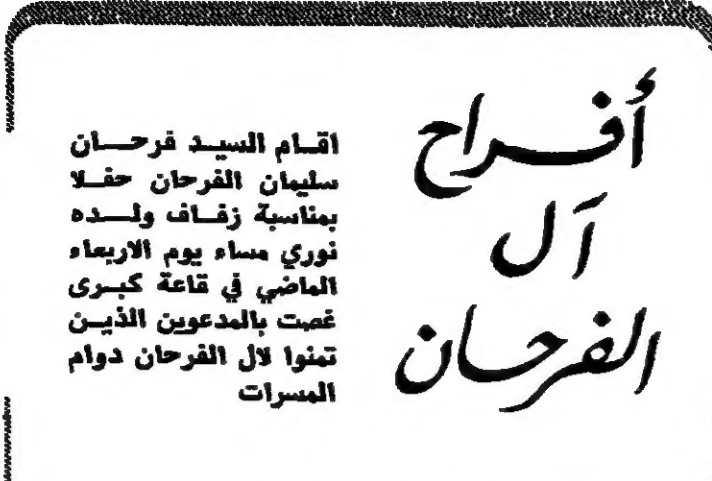 أفراح
آل
الفرحان
اقام السيد فرحان
سليمان الفرحان حفلا
بمناسبة زفاف ولده
نوري مساء يوم الاربعاء
الماضي في قاعة كبرى
غصت بالمدعوين الذين
تمنوا لال الفرحان دوام
المسرات